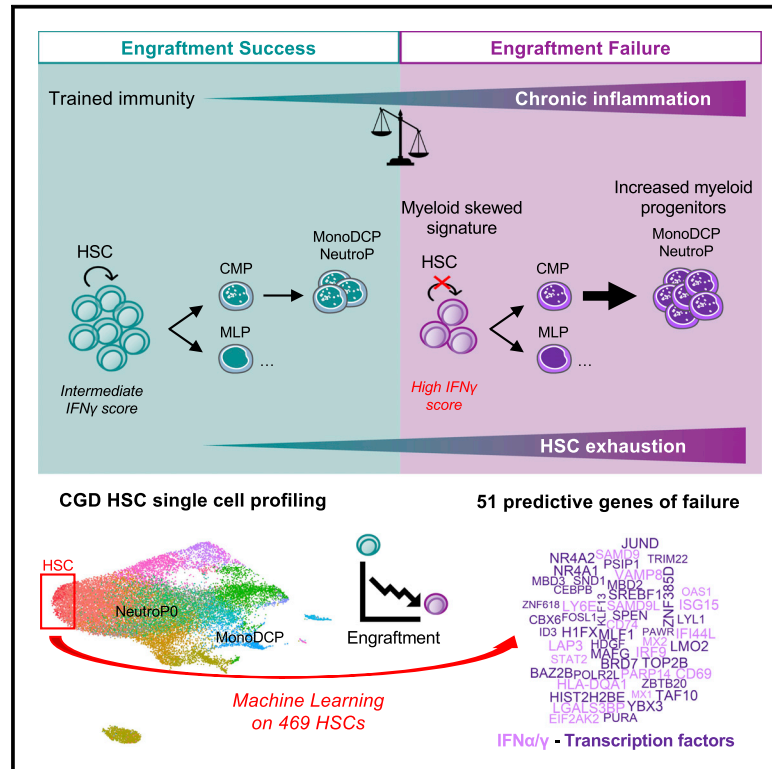 Engraftment Success
Engraftment Failure
Trained immunity
Chronic inflammation
HSC
CMP
MLP
...
MonoDCP
NeutroP
Intermediate
IFNγ score
Myeloid skewed
signature
HSC
CMP
MLP
...
Increased myeloid
progenitors
MonoDCP
NeutroP
High IFNγ
score
HSC exhaustion
CGD HSC single cell profiling
51 predictive genes of failure
HSC
NeutroP0
MonoDCP
Engraftment
Machine Learning
on 469 HSCs
JUND
NR4A2 SAMD9 TRIM22
NR4A1 PSIP1
VAMP8
MBD3 SND1 MBD2
CEBPB SREBF1 ZNF385D OAS1
ZNF618 LY6E KLF13 SAMD9L ISG15
CBX6 FOSL1 CD74 SPEN LYL1
ID3 H1FX MLF1 PAWR IFI44L
LAP3 HDGF MX2 LMO2
STAT2 MAFG IRF9
BRD7 TOP2B
BAZ2B POLR2L PARP14 CD69
HLA-DQA1 ZBTB20
HIST2H2BE MX1 TAF10
LGALS3BP YBX3
EIF2AK2 PURA
IFNα/γ - Transcription factors